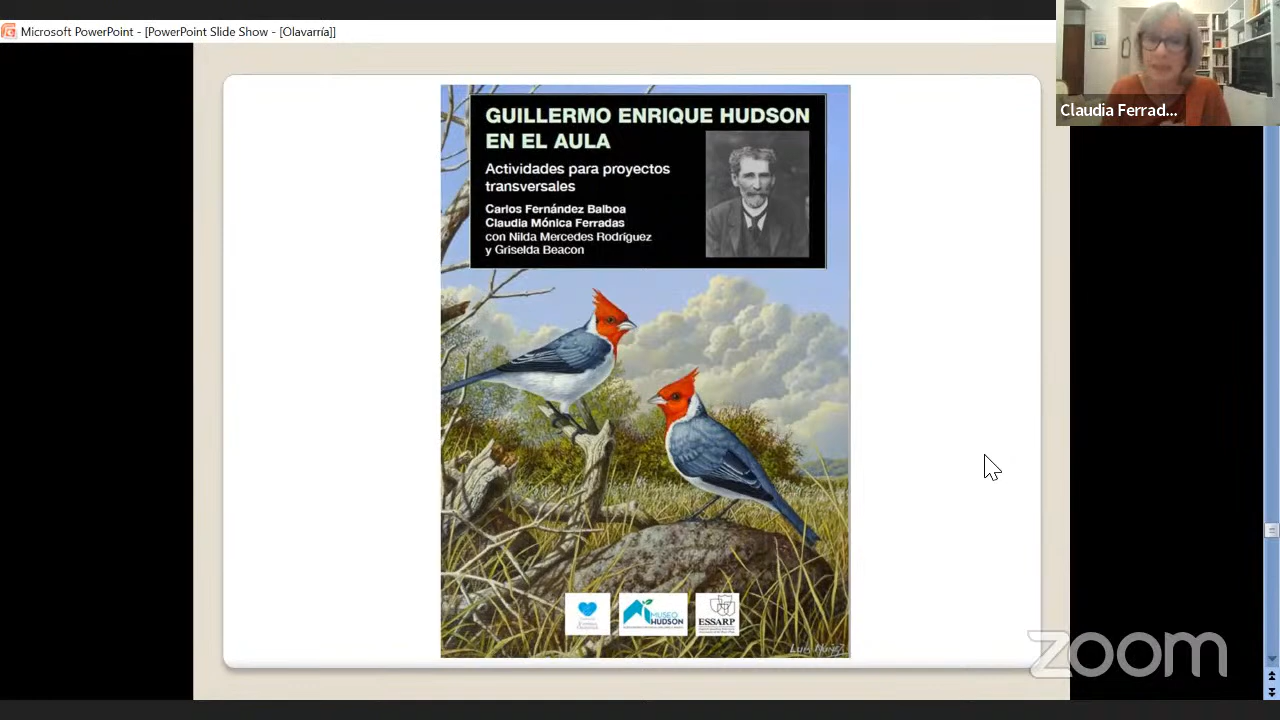 Microsoft PowerPoint - [PowerPoint Slide Show - [Olavarría]]
Claudia Ferrad...
GUILLERMO ENRIQUE HUDSON
EN EL AULA
Actividades para proyectos
transversales
Carlos Fernández Balboa
Claudia Mónica Ferradas
con Nilda Mercedes Rodríguez
y Griselda Beacon
MUSEO
HUDSON
ESSARP
zoom